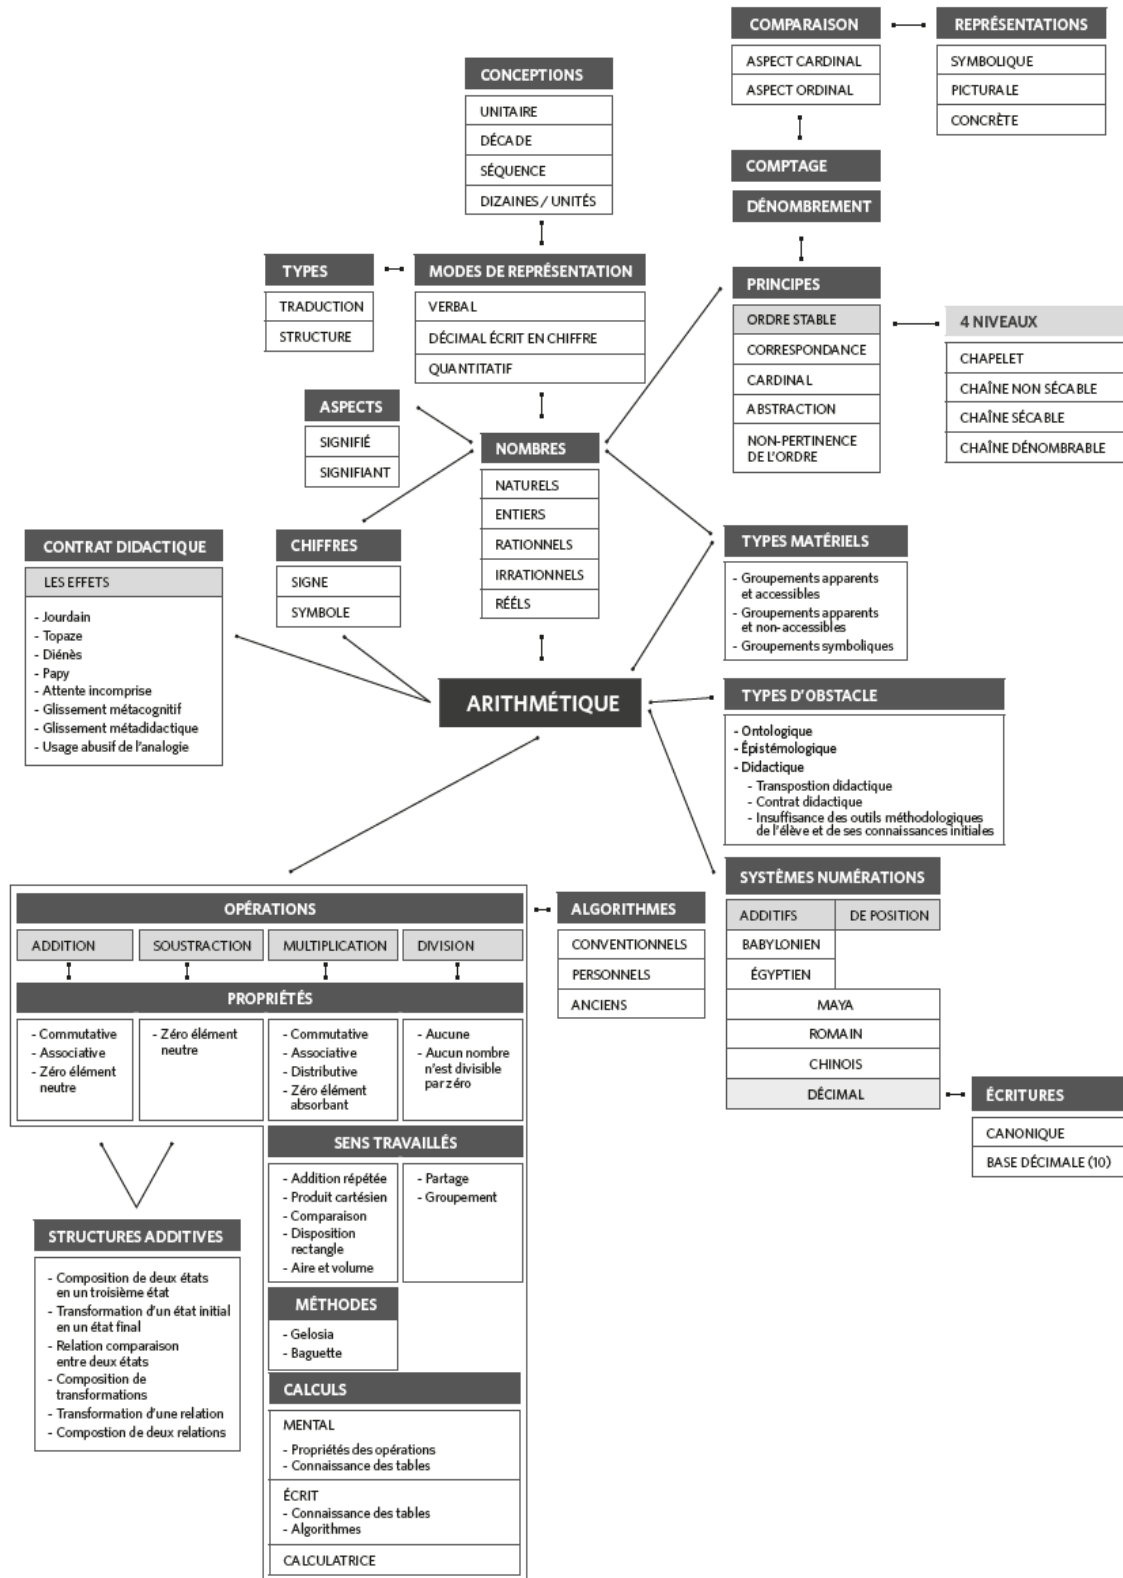 COMPARAISON
ASPECT CARDINAL
ASPECT ORDINAL
REPRÉSENTATIONS
SYMBOLIQUE
PICTURALE
CONCRÈTE
CONCEPTIONS
UNITAIRE
DÉCADE
SÉQUENCE
DIZAINES / UNITÉS
COMPTAGE
DÉNOMBREMENT
TYPES
TRADUCTION
STRUCTURE
MODES DE REPRÉSENTATION
VERBAL
DÉCIMAL ÉCRIT EN CHIFFRE
QUANTITATIF
PRINCIPES
ORDRE STABLE
CORRESPONDANCE
CARDINAL
ABSTRACTION
NON-PERTINENCE
DE L'ORDRE
4 NIVEAUX
CHAPELET
CHAÎNE NON SÉCABLE
CHAÎNE SÉCABLE
CHAÎNE DÉNOMBRABLE
ASPECTS
SIGNIFIÉ
SIGNIFIANT
NOMBRES
NATURELS
ENTIERS
RATIONNELS
IRRATIONNELS
RÉÉLS
CONTRAT DIDACTIQUE
LES EFFETS
- Jourdain
- Topaze
- Diénès
- Papy
- Attente incomprise
- Glissement métacognitif
- Glissement métadidactique
- Usage abusif de l'analogie
CHIFFRES
SIGNE
SYMBOLE
TYPES MATÉRIELS
- Groupements apparents
et accessibles
- Groupements apparents
et non-accessibles
- Groupements symboliques
ARITHMÉTIQUE
TYPES D'OBSTACLE
- Ontologique
- Épistémologique
- Didactique
- Transpostion didactique
- Contrat didactique
- Insuffisance des outils méthodologiques
de l'élève et de ses connaissances initiales
SYSTÈMES NUMÉRATIONS
ADDITIFS
DE POSITION
BABYLONIEN
ÉGYPTIEN
MAYA
ROMAIN
CHINOIS
DÉCIMAL
ÉCRITURES
CANONIQUE
BASE DÉCIMALE (10)
OPÉRATIONS
ADDITION
SOUSTRACTION
MULTIPLICATION
DIVISION
ALGORITHMES
CONVENTIONNELS
PERSONNELS
ANCIENS
PROPRIÉTÉS
- Commutative
- Associative
- Zéro élément
neutre
- Zéro élément
neutre
- Commutative
- Associative
- Distributive
- Zéro élément
absorbant
- Aucune
- Aucun nombre
n'est divisible
par zéro
SENS TRAVAILLÉS
- Addition répétée
- Produit cartésien
- Comparaison
- Disposition
rectangle
- Aire et volume
- Partage
- Groupement
STRUCTURES ADDITIVES
- Composition de deux états
en un troisième état
- Transformation d'un état initial
en un état final
- Relation comparaison
entre deux états
- Composition de
transformations
- Transformation d'une relation
- Compostion de deux relations
MÉTHODES
- Gelosia
- Baguette
CALCULS
MENTAL
- Propriétés des opérations
- Connaissance des tables
ÉCRIT
- Connaissance des tables
- Algorithmes
CALCULATRICE